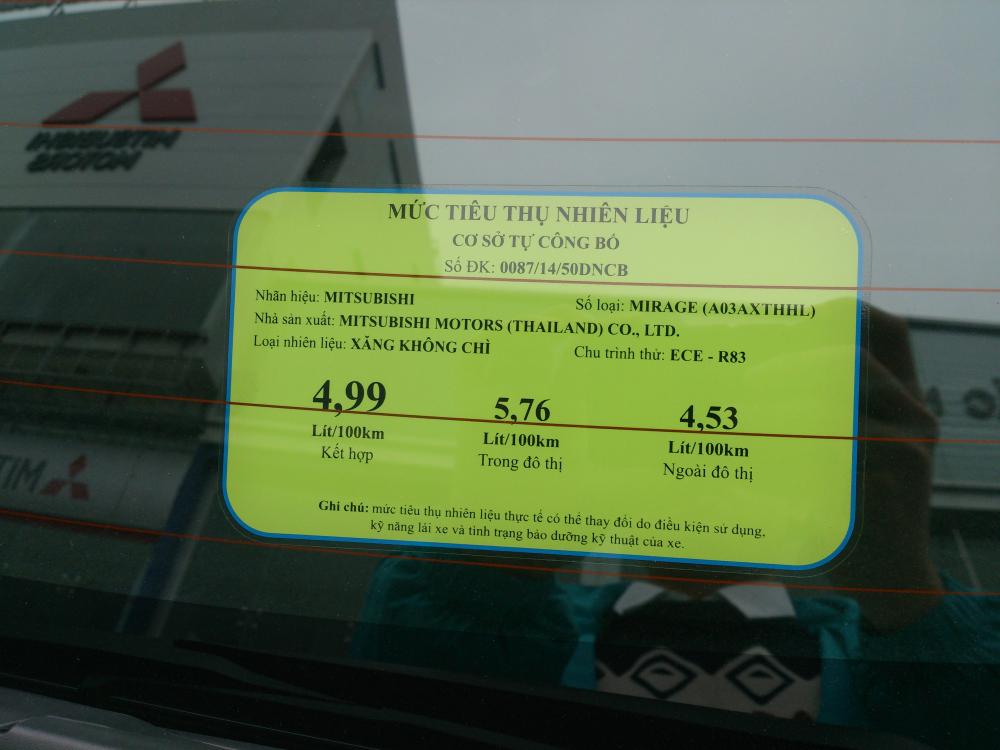 MITSUBISHI
MOTORS
MỨC TIÊU THỤ NHIÊN LIỆU
CƠ SỞ TỰ CÔNG BỐ
Số ĐK: 0087/14/50DNCB
Nhãn hiệu: MITSUBISHI Số loại: MIRAGE (A03AXTHHL)
Nhà sản xuất: MITSUBISHI MOTORS (THAILAND) CO., LTD.
Loại nhiên liệu: XĂNG KHÔNG CHÌ Chu trình thử: ECE - R83
4,99 5,76 4,53
Lít/100km Lít/100km Lít/100km
Kết hợp Trong đô thị Ngoài đô thị
Ghi chú: mức tiêu thụ nhiên liệu thực tế có thể thay đổi do điều kiện sử dụng,
kỹ năng lái xe và tình trạng bảo dưỡng kỹ thuật của xe.